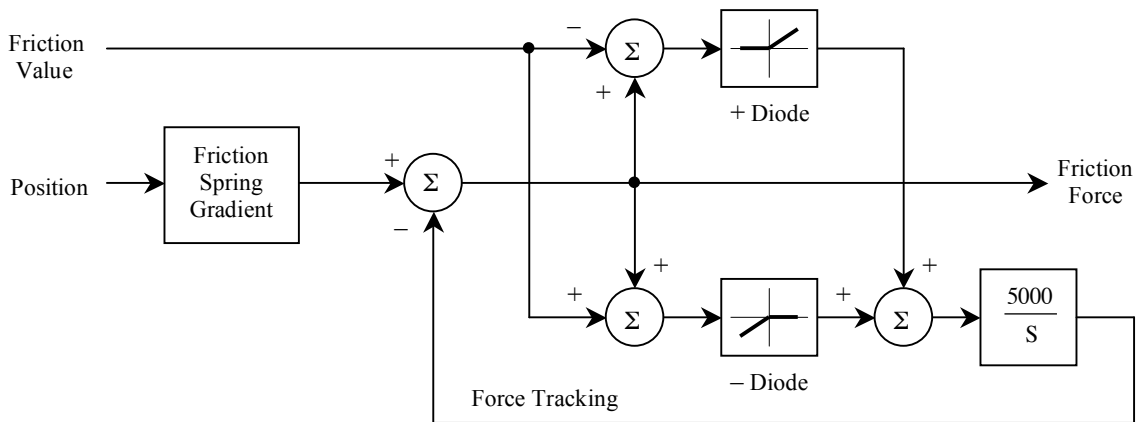 Friction
Value
−
Σ
+
+ Diode
Position
Friction
Spring
Gradient
+
Σ
−
Friction
Force
+
+
Σ
− Diode
+
+
Σ
5000
S
Force Tracking